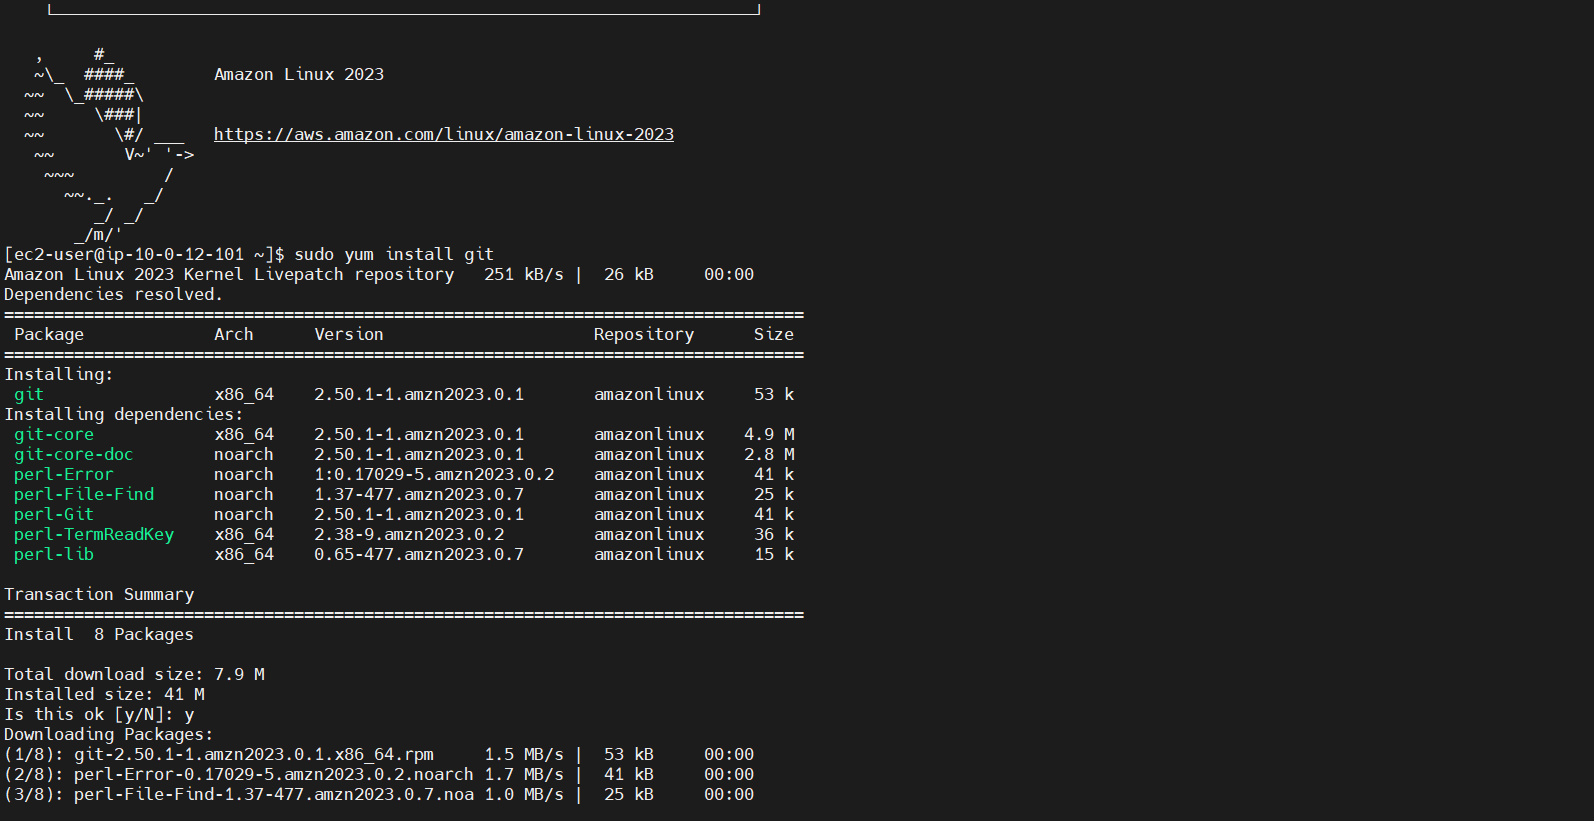 ,     #_
   ~\_  ####_        Amazon Linux 2023
  ~~  \_#####\
  ~~     \###|
  ~~       \#/ ___   https://aws.amazon.com/linux/amazon-linux-2023
   ~~       V~' '->
    ~~~         /
      ~~._.   _/
         _/ _/
       _/m/'
[ec2-user@ip-10-0-12-101 ~]$ sudo yum install git
Amazon Linux 2023 Kernel Livepatch repository   251 kB/s |  26 kB     00:00
Dependencies resolved.
================================================================================
 Package             Arch      Version                     Repository      Size
================================================================================
Installing:
 git                 x86_64    2.50.1-1.amzn2023.0.1       amazonlinux     53 k
Installing dependencies:
 git-core            x86_64    2.50.1-1.amzn2023.0.1       amazonlinux    4.9 M
 git-core-doc        noarch    2.50.1-1.amzn2023.0.1       amazonlinux    2.8 M
 perl-Error          noarch    1:0.17029-5.amzn2023.0.2    amazonlinux     41 k
 perl-File-Find      noarch    1.37-477.amzn2023.0.7       amazonlinux     25 k
 perl-Git            noarch    2.50.1-1.amzn2023.0.1       amazonlinux     41 k
 perl-TermReadKey    x86_64    2.38-9.amzn2023.0.2         amazonlinux     36 k
 perl-lib            x86_64    0.65-477.amzn2023.0.7       amazonlinux     15 k

Transaction Summary
================================================================================
Install  8 Packages

Total download size: 7.9 M
Installed size: 41 M
Is this ok [y/N]: y
Downloading Packages:
(1/8): git-2.50.1-1.amzn2023.0.1.x86_64.rpm     1.5 MB/s |  53 kB     00:00
(2/8): perl-Error-0.17029-5.amzn2023.0.2.noarch 1.7 MB/s |  41 kB     00:00
(3/8): perl-File-Find-1.37-477.amzn2023.0.7.noa 1.0 MB/s |  25 kB     00:00